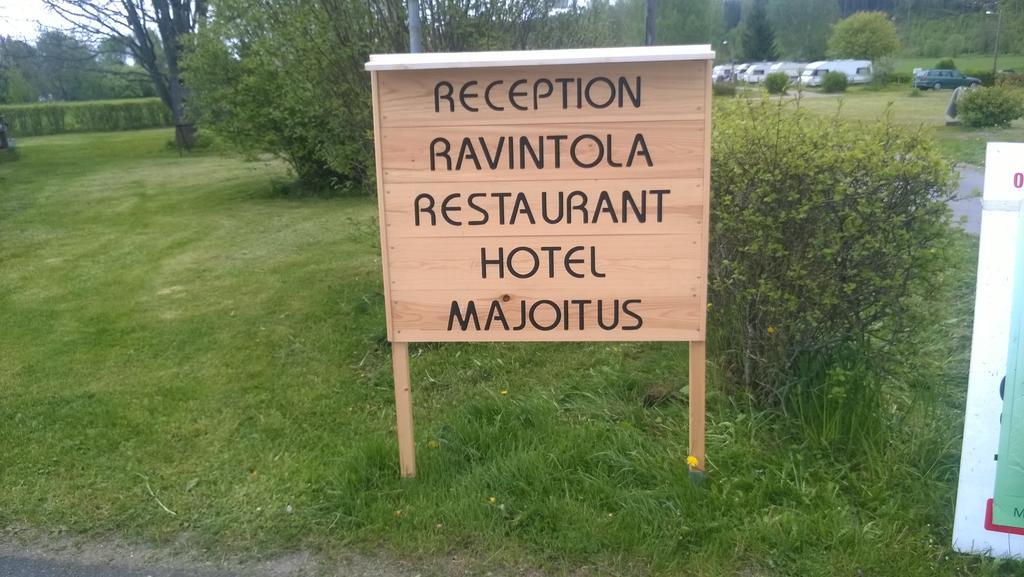 RECEPTION
RAVINTOLA
RESTAURANT
HOTEL
MAJOITUS